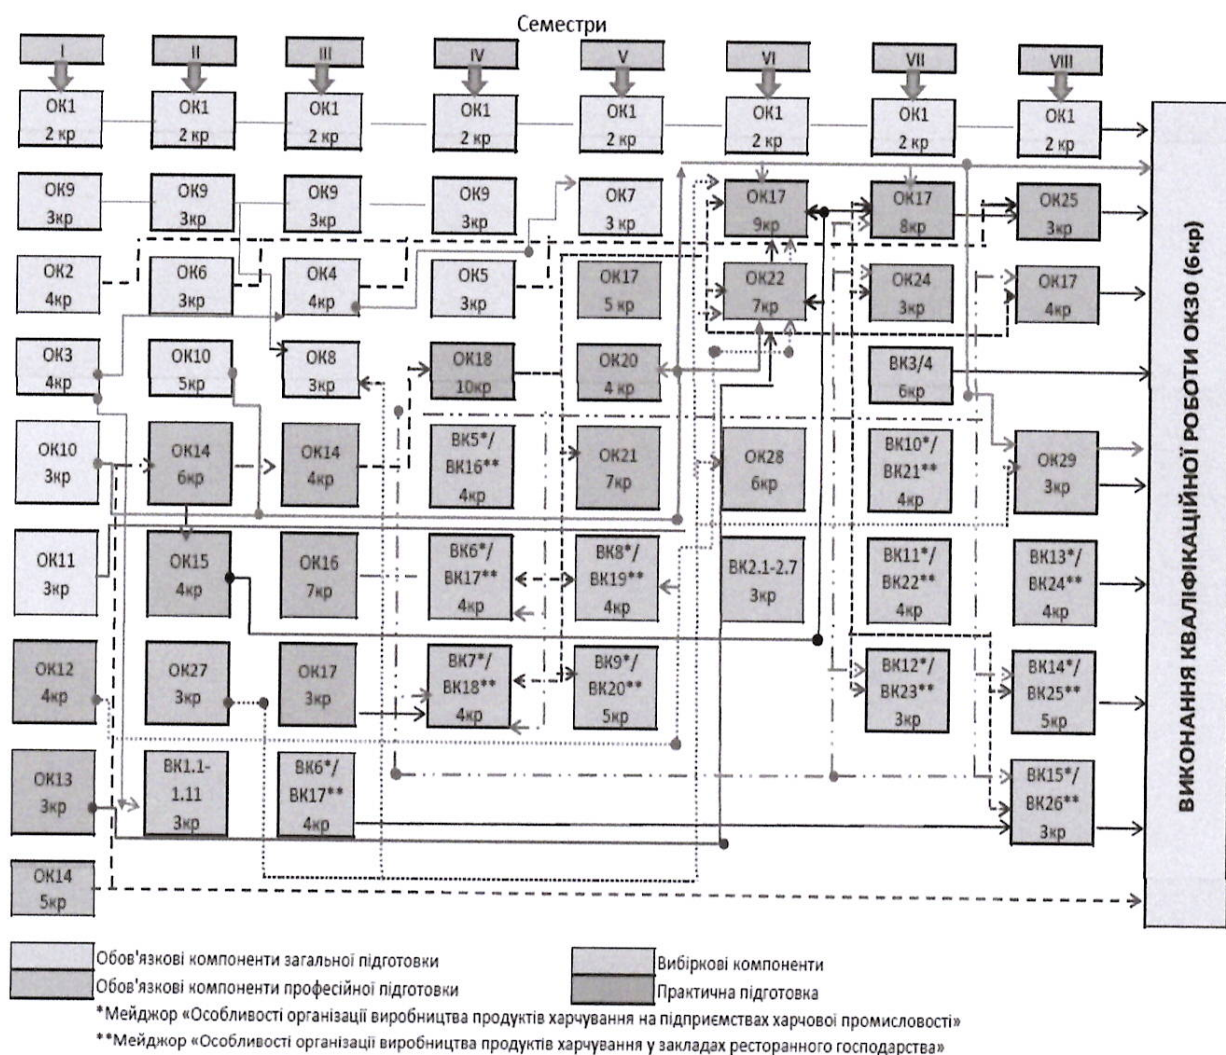 Семестри
I II III IV V VI VII VIII
ОК1 ОК1 ОК1 ОК1 ОК1 ОК1 ОК1 ОК1
2 кр 2 кр 2 кр 2 кр 2 кр 2 кр 2 кр 2 кр
ОК9 ОК9 ОК9 ОК9 ОК7 ОК17 ОК17 ОК25
3кр 3кр 3кр 3кр 3 кр 9кр 8кр 3кр
ОК2 ОК6 ОК4 ОК5 ОК17 ОК22 ОК24 ОК17
4кр 3кр 4кр 3кр 5 кр 7кр 3кр 4кр
ОК3 ОК10 ОК8 ОК18 ОК20 ВК3/4
4кр 5кр 3кр 10кр 4 кр 6кр
ОК10 ОК14 ОК14 ВК5*/ ОК21 ОК28 ВК10*/ ОК29
3кр 6кр 4кр ВК16** 7кр 6кр ВК21** 3кр
4кр 4кр
ОК11 ОК15 ОК16 ВК6*/ ВК8*/ ВК2.1-2.7 ВК11*/ ВК13*/
3кр 4кр 7кр ВК17** ВК19** 3кр ВК22** ВК24**
4кр 4кр 4кр 4кр
ОК12 ОК27 ОК17 ВК7*/ ВК9*/ ВК12*/ ВК14*/
4кр 3кр 3кр ВК18** ВК20** ВК23** ВК25**
4кр 5кр 3кр 5кр
ОК13 ВК1.1- ВК6*/ ВК15*/
3кр 1.11 ВК17** ВК26**
3кр 4кр 3кр
ОК14
5кр
ВИКОНАННЯ КВАЛІФІКАЦІЙНОЇ РОБОТИ ОК30 (6кр)
Обов'язкові компоненти загальної підготовки Вибіркові компоненти
Обов'язкові компоненти професійної підготовки Практична підготовка
*Мейджор «Особливості організації виробництва продуктів харчування на підприємствах харчової промисловості»
**Мейджор «Особливості організації виробництва продуктів харчування у закладах ресторанного господарства»